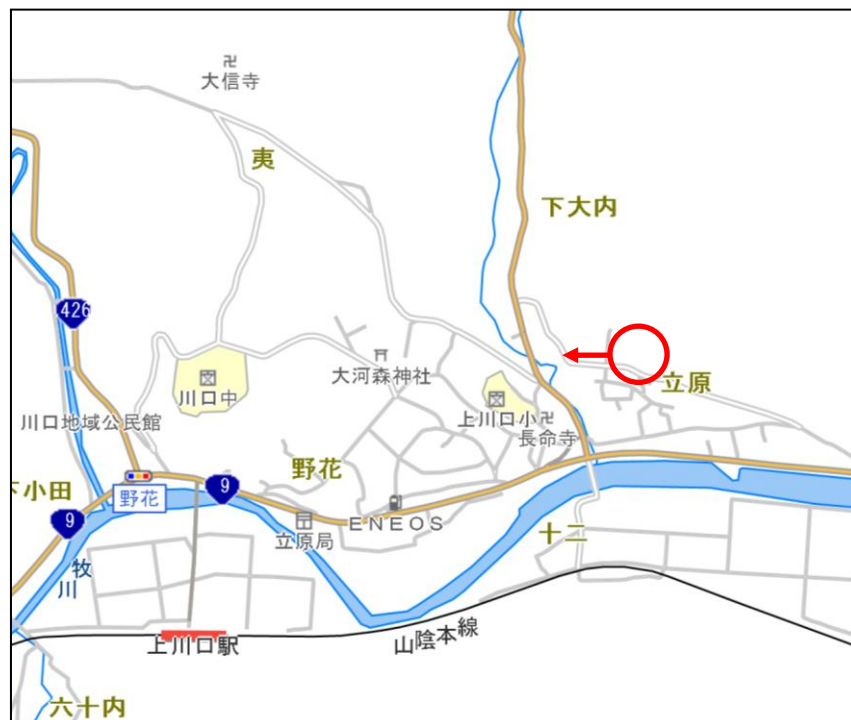 大信寺
夷
下大内
426
大河森神社
立原
川口中
上川口小
川口地域公民館
長命寺
野花
下小田
野花
9
9
ENEOS
立原局
十二
牧川
上川口駅
山陰本線
六十内